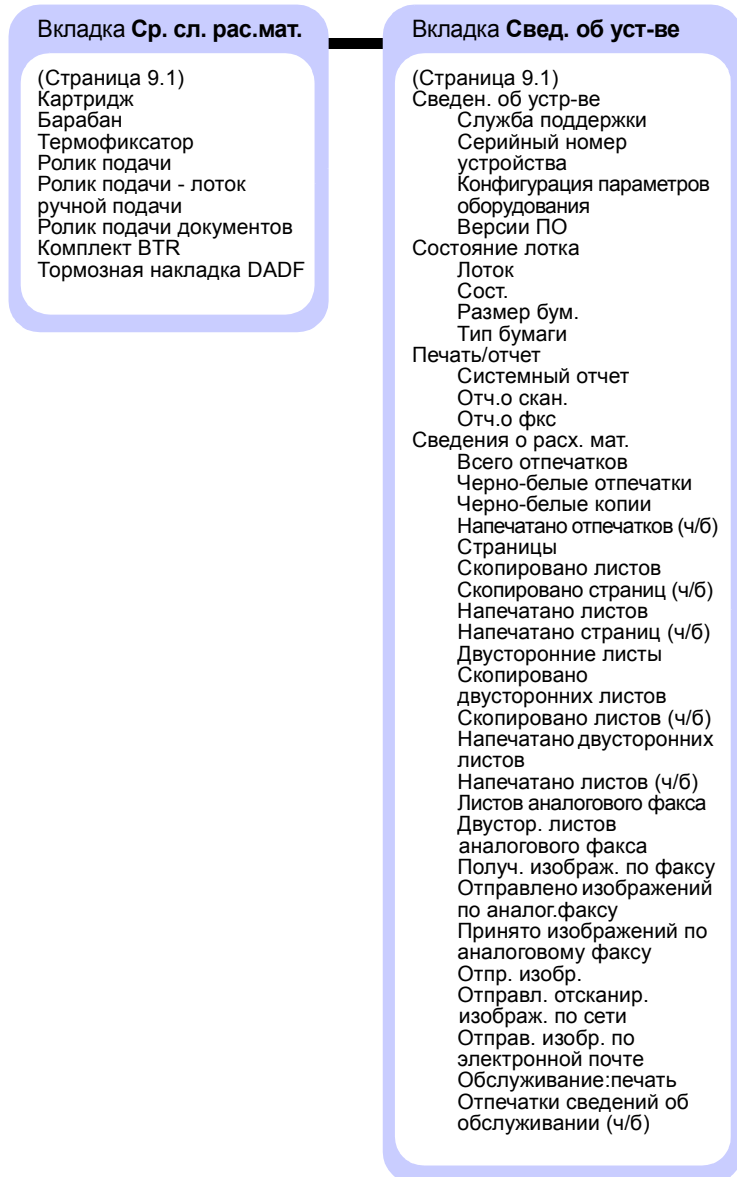 Вкладка Ср. сл. рас.мат.
(Страница 9.1)
Картридж
Барабан
Термофиксатор
Ролик подачи
Ролик подачи - лоток
ручной подачи
Ролик подачи документов
Комплект BTR
Тормозная накладка DADF
Вкладка Свед. об уст-ве
(Страница 9.1)
Сведен. об устр-ве
Служба поддержки
Серийный номер
устройства
Конфигурация параметров
оборудования
Версии ПО
Состояние лотка
Лоток
Сост.
Размер бум.
Тип бумаги
Печать/отчет
Системный отчет
Отч.о скан.
Отч.о фкс
Сведения о расх. мат.
Всего отпечатков
Черно-белые отпечатки
Черно-белые копии
Напечатано отпечатков (ч/б)
Страницы
Скопировано листов
Скопировано страниц (ч/б)
Напечатано листов
Напечатано страниц (ч/б)
Двусторонние листы
Скопировано
двусторонних листов
Скопировано листов (ч/б)
Напечатано двусторонних
листов
Напечатано листов (ч/б)
Листов аналогового факса
Двустор. листов
аналогового факса
Получ. изображ. по факсу
Отправлено изображений
по аналог.факсу
Принято изображений по
аналоговому факсу
Отпр. изобр.
Отправл. отсканир.
изображ. по сети
Отправ. изобр. по
электронной почте
Обслуживание:печать
Отпечатки сведений об
обслуживании (ч/б)